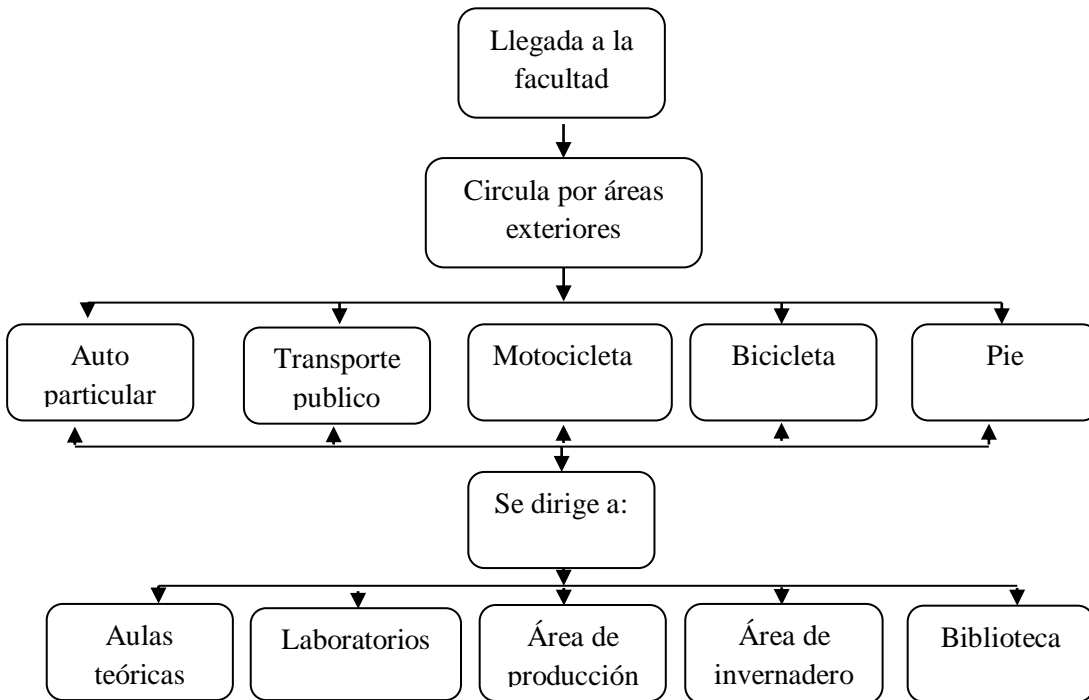 Llegada a la
facultad
Circula por áreas
exteriores
Auto
particular
Transporte
publico
Motocicleta
Bicicleta
Pie
Se dirige a:
Aulas
teóricas
Laboratorios
Área de
producción
Área de
invernadero
Biblioteca